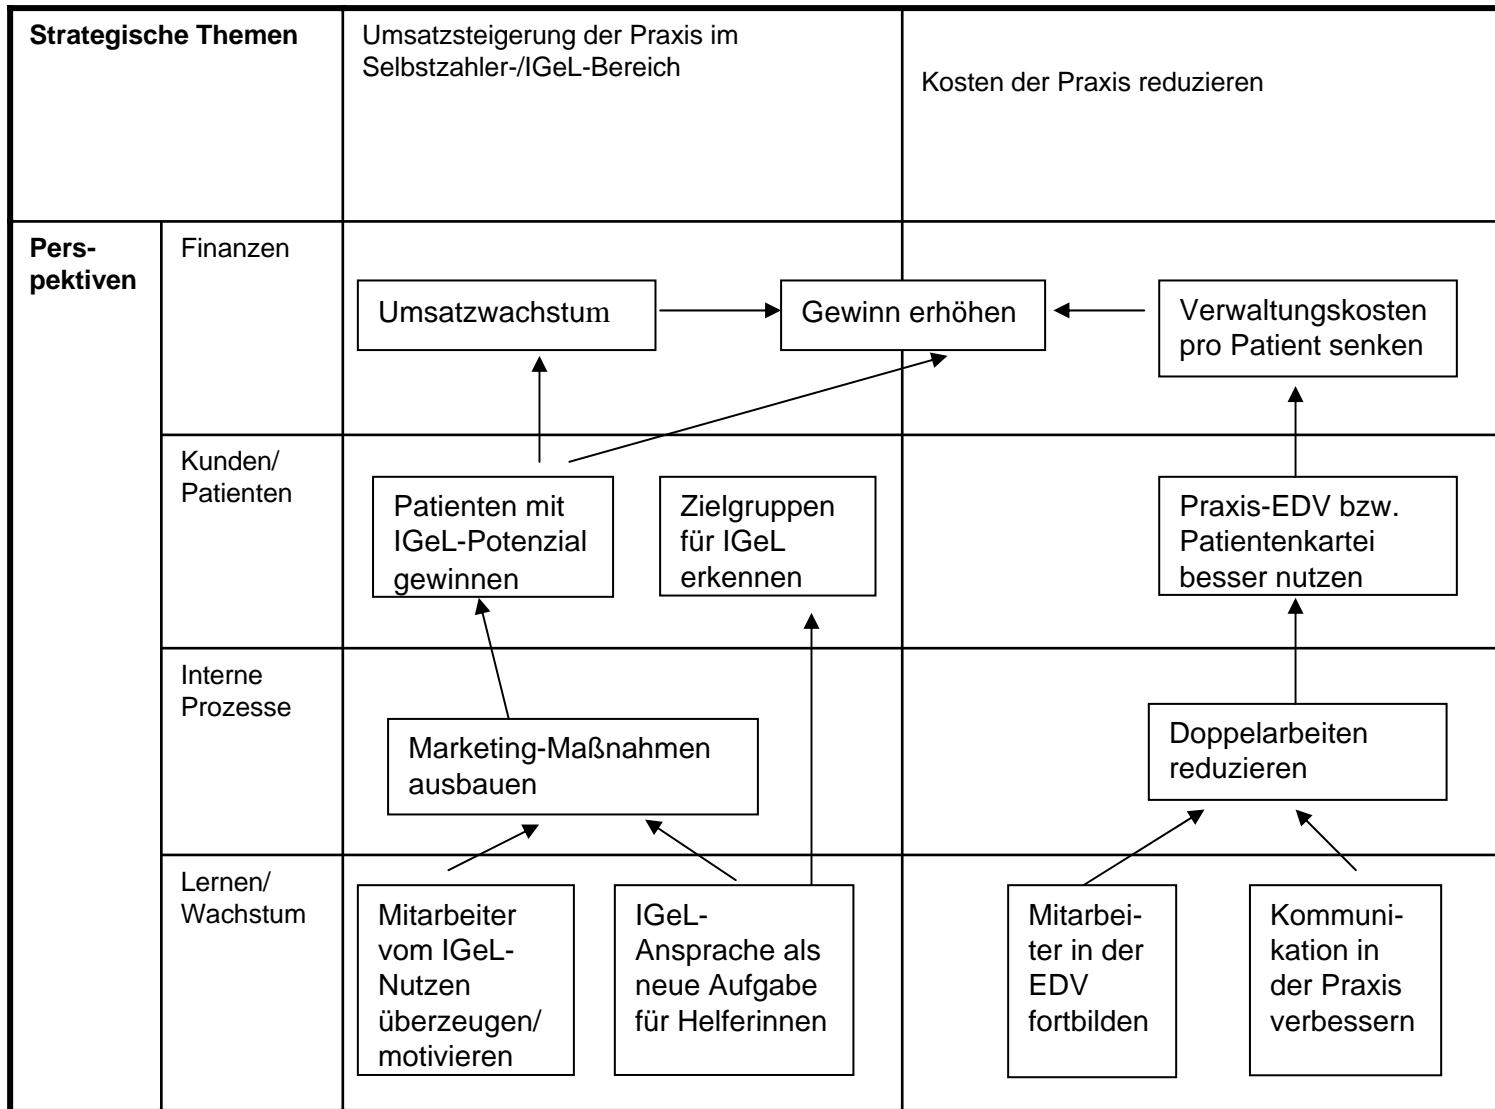 Strategische Themen
Umsatzsteigerung der Praxis im
Selbstzahler-/IGeL-Bereich
Kosten der Praxis reduzieren
Pers-
pektiven
Finanzen
Umsatzwachstum
Gewinn erhöhen
Verwaltungskosten
pro Patient senken
Kunden/
Patienten
Patienten mit
IGeL-Potenzial
gewinnen
Zielgruppen
für IGeL
erkennen
Praxis-EDV bzw.
Patientenkartei
besser nutzen
Interne
Prozesse
Marketing-Maßnahmen
ausbauen
Doppelarbeiten
reduzieren
Lernen/
Wachstum
Mitarbeiter
vom IGeL-
Nutzen
überzeugen/
motivieren
IGeL-
Ansprache als
neue Aufgabe
für Helferinnen
Mitarbei-
ter in der
EDV
fortbilden
Kommuni-
kation in
der Praxis
verbessern